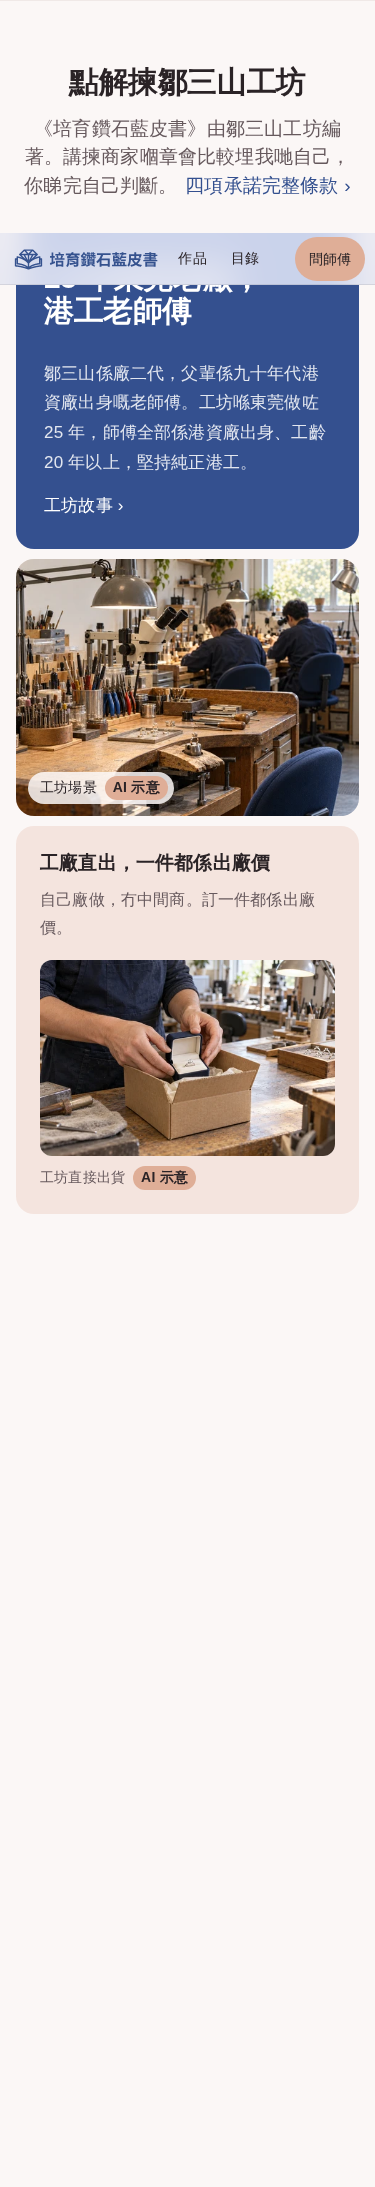 點解揀鄒三山工坊
《培育鑽石藍皮書》由鄒三山工坊編
著。講揀商家嗰章會比較埋我哋自己，
你睇完自己判斷。 四項承諾完整條款 ›
培育鑽石藍皮書 作品 目錄 問師傅
港工老師傅
鄒三山係廠二代，父輩係九十年代港
資廠出身嘅老師傅。工坊喺東莞做咗
25 年，師傅全部係港資廠出身、工齡
20 年以上，堅持純正港工。
工坊故事 ›
工坊場景 AI 示意
工廠直出，一件都係出廠價
自己廠做，冇中間商。訂一件都係出廠
價。
工坊直接出貨 AI 示意